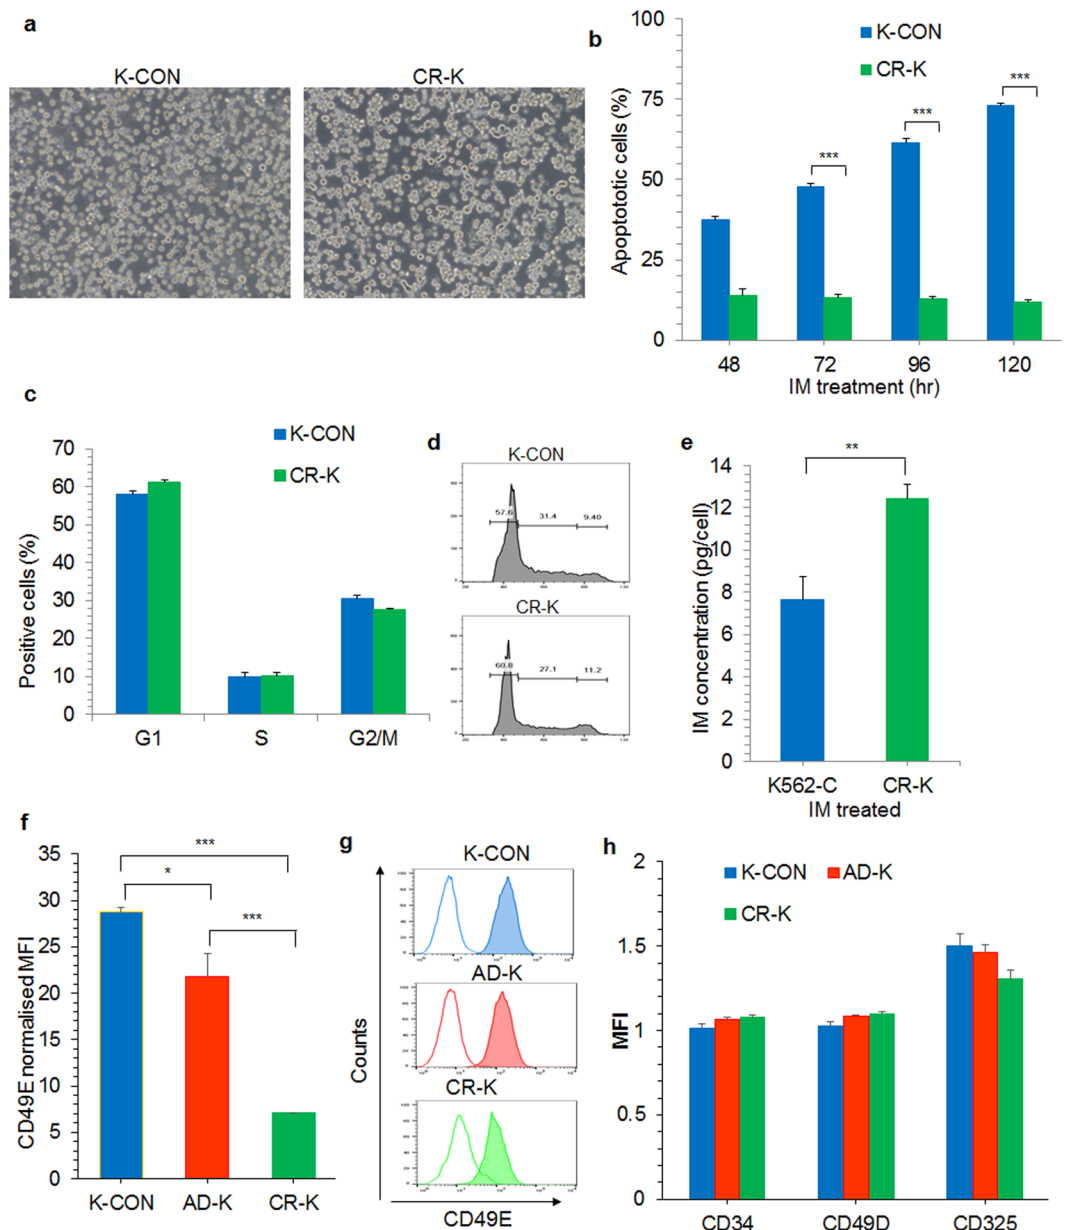 a
K-CON
CR-K
b
K-CON
CR-K
100
75
50
25
0
Apoptototic cells (%)
***
***
***
48 72 96 120
IM treatment (hr)
c
K-CON
CR-K
70
60
50
40
30
20
10
0
Positive cells (%)
G1 S G2/M
d
K-CON
57.6 31.4 9.40
CR-K
60.8 27.1 11.2
e
**
14
12
10
8
6
4
2
0
IM concentration (pg/cell)
K562-C CR-K
IM treated
f
***
*
***
35
30
25
20
15
10
5
0
CD49E normalised MFI
K-CON AD-K CR-K
g
K-CON
AD-K
CR-K
Counts
CD49E
h
K-CON AD-K
CR-K
2
1.5
1
0.5
0
MFI
CD34 CD49D CD325